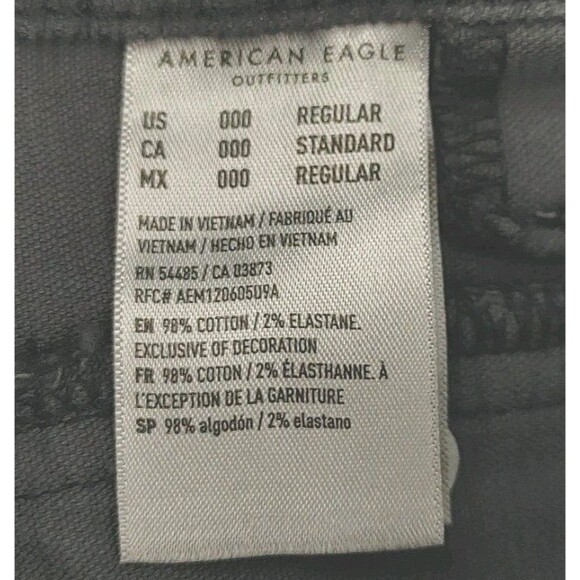 AMERICAN EAGLE
OUTFITTERS
US 000 REGULAR
CA 000 STANDARD
MX 000 REGULAR
MADE IN VIETNAM / FABRIQUÉ AU
VIETNAM / HECHO EN VIETNAM
RN 54485 / CA 03873
RFC# AEM120605U9A
EN 98% COTTON / 2% ELASTANE.
EXCLUSIVE OF DECORATION
FR 98% COTON / 2% ÉLASTHANNE. À
L'EXCEPTION DE LA GARNITURE
SP 98% algodón / 2% elastano